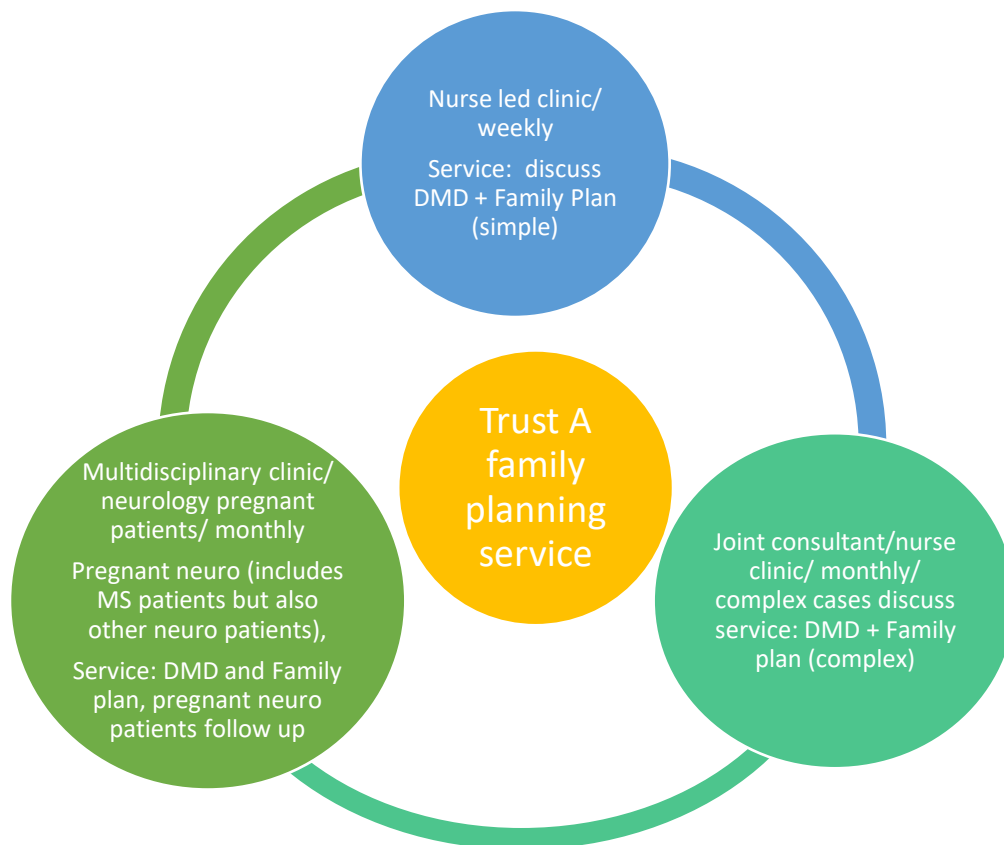 Nurse led clinic/
weekly
Service:  discuss
DMD + Family Plan
(simple)
Trust A
family
planning
service
Multidisciplinary clinic/
neurology pregnant
patients/ monthly
Pregnant neuro (includes
MS patients but also
other neuro patients),
Service: DMD and Family
plan, pregnant neuro
patients follow up
Joint consultant/nurse
clinic/ monthly/
complex cases discuss
service: DMD + Family
plan (complex)